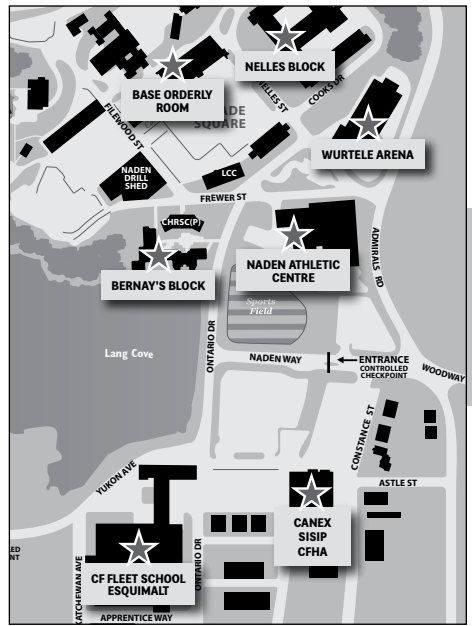 NELLES BLOCK
BASE ORDERLY
ROOM
NELLES ST
COOKS DR
FILEWOOD ST
SQUARE
WURTELE ARENA
NADEN
DRILL
SHED
LCC
FREWER ST
CHRSC(P)
ADMIRALS RD
NADEN ATHLETIC
CENTRE
BERNAY'S BLOCK
Sports
Field
ONTARIO DR
Lang Cove
NADEN WAY
ENTRANCE
CONTROLLED
CHECKPOINT
WOODWAY
CONSTANCE ST
YUKON AVE
ASTLE ST
CANEX
SISIP
CFHA
ONTARIO DR
CF FLEET SCHOOL
ESQUIMALT
APPRENTICE WAY